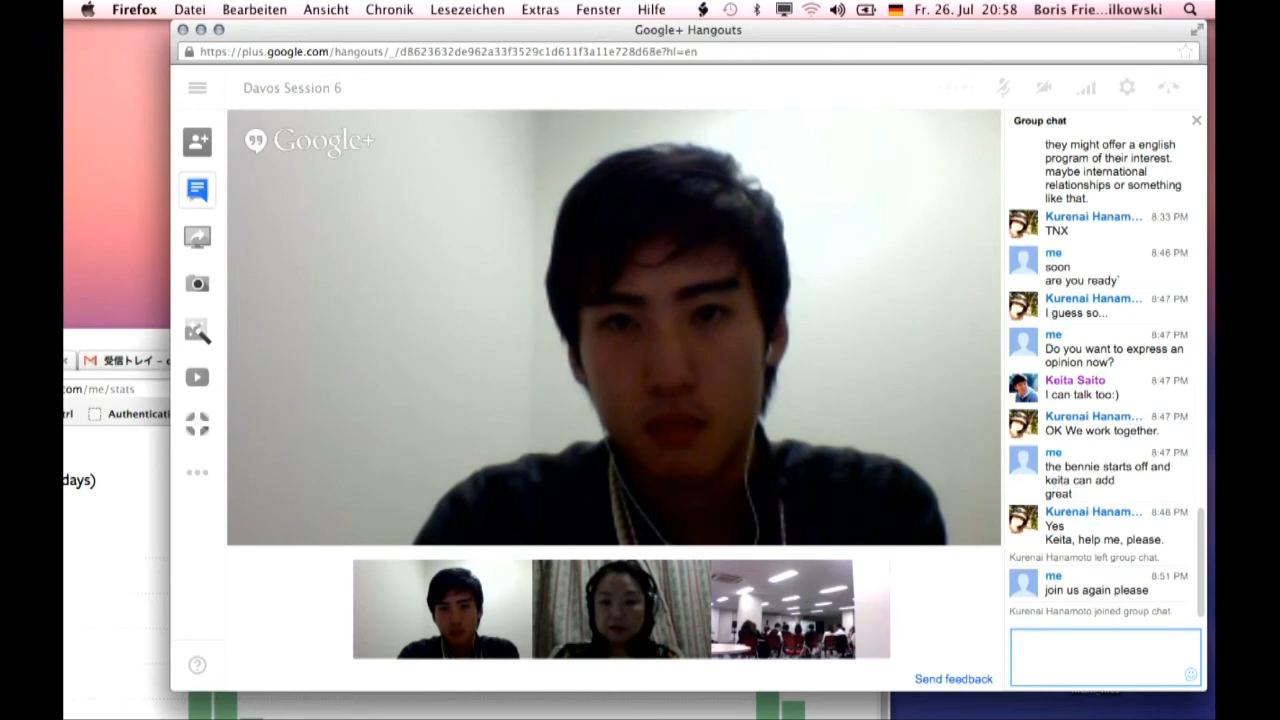 Firefox Datei Bearbeiten Ansicht Chronik Lesezeichen Extras Fenster Hilfe Fr. 26. Jul 20:58 Boris Frie...ilkowski
Google+ Hangouts
https://plus.google.com/hangouts/_/d8623632de962a33f3529c1d611f3a11e728d68e?hl=en
Davos Session 6
Google+
Group chat
they might offer a english
program of their interest.
maybe international
relationships or something
like that.
Kurenai Hanam... 8:33 PM
TNX
me 8:46 PM
soon
are you ready`
Kurenai Hanam... 8:47 PM
I guess so...
me 8:47 PM
Do you want to express an
opinion now?
Keita Saito 8:47 PM
I can talk too:)
Kurenai Hanam... 8:47 PM
OK We work together.
me 8:47 PM
the bennie starts off and
keita can add
great
Kurenai Hanam... 8:48 PM
Yes
Keita, help me, please.
Kurenai Hanamoto left group chat.
me 8:51 PM
join us again please
Kurenai Hanamoto joined group chat.
Send feedback
受信トレイ - c
com/me/stats
trl Authenticati
days)